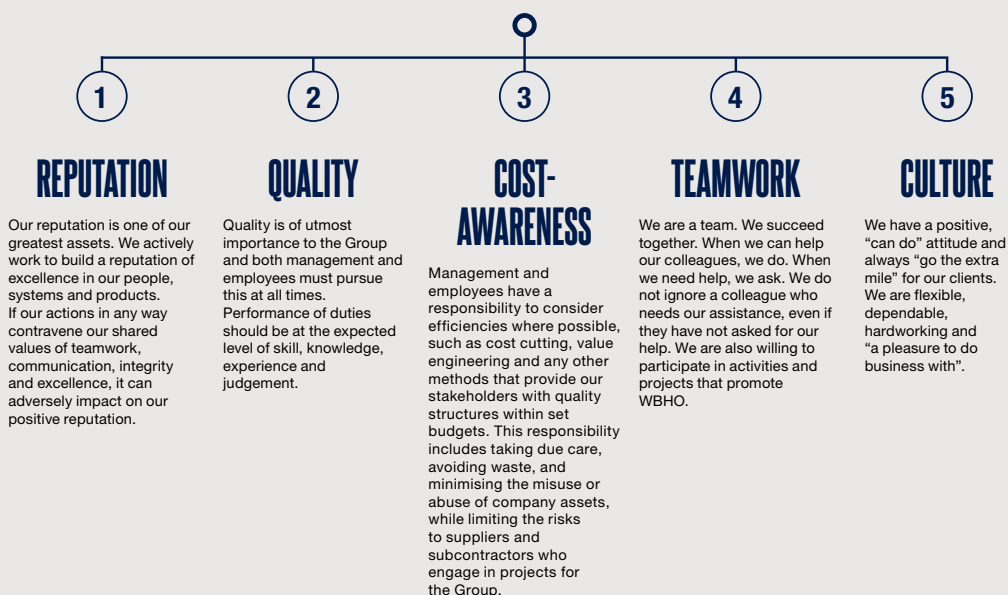 1
REPUTATION
Our reputation is one of our
greatest assets. We actively
work to build a reputation of
excellence in our people,
systems and products.
If our actions in any way
contravene our shared
values of teamwork,
communication, integrity
and excellence, it can
adversely impact on our
positive reputation.
2
QUALITY
Quality is of utmost
importance to the Group
and both management and
employees must pursue
this at all times.
Performance of duties
should be at the expected
level of skill, knowledge,
experience and
judgement.
3
COST-
AWARENESS
Management and
employees have a
responsibility to consider
efficiencies where possible,
such as cost cutting, value
engineering and any other
methods that provide our
stakeholders with quality
structures within set
budgets. This responsibility
includes taking due care,
avoiding waste, and
minimising the misuse or
abuse of company assets,
while limiting the risks
to suppliers and
subcontractors who
engage in projects for
the Group.
4
TEAMWORK
We are a team. We succeed
together. When we can help
our colleagues, we do. When
we need help, we ask. We do
not ignore a colleague who
needs our assistance, even if
they have not asked for our
help. We are also willing to
participate in activities and
projects that promote
WBHO.
5
CULTURE
We have a positive,
“can do” attitude and
always “go the extra
mile” for our clients.
We are flexible,
dependable,
hardworking and
“a pleasure to do
business with”.